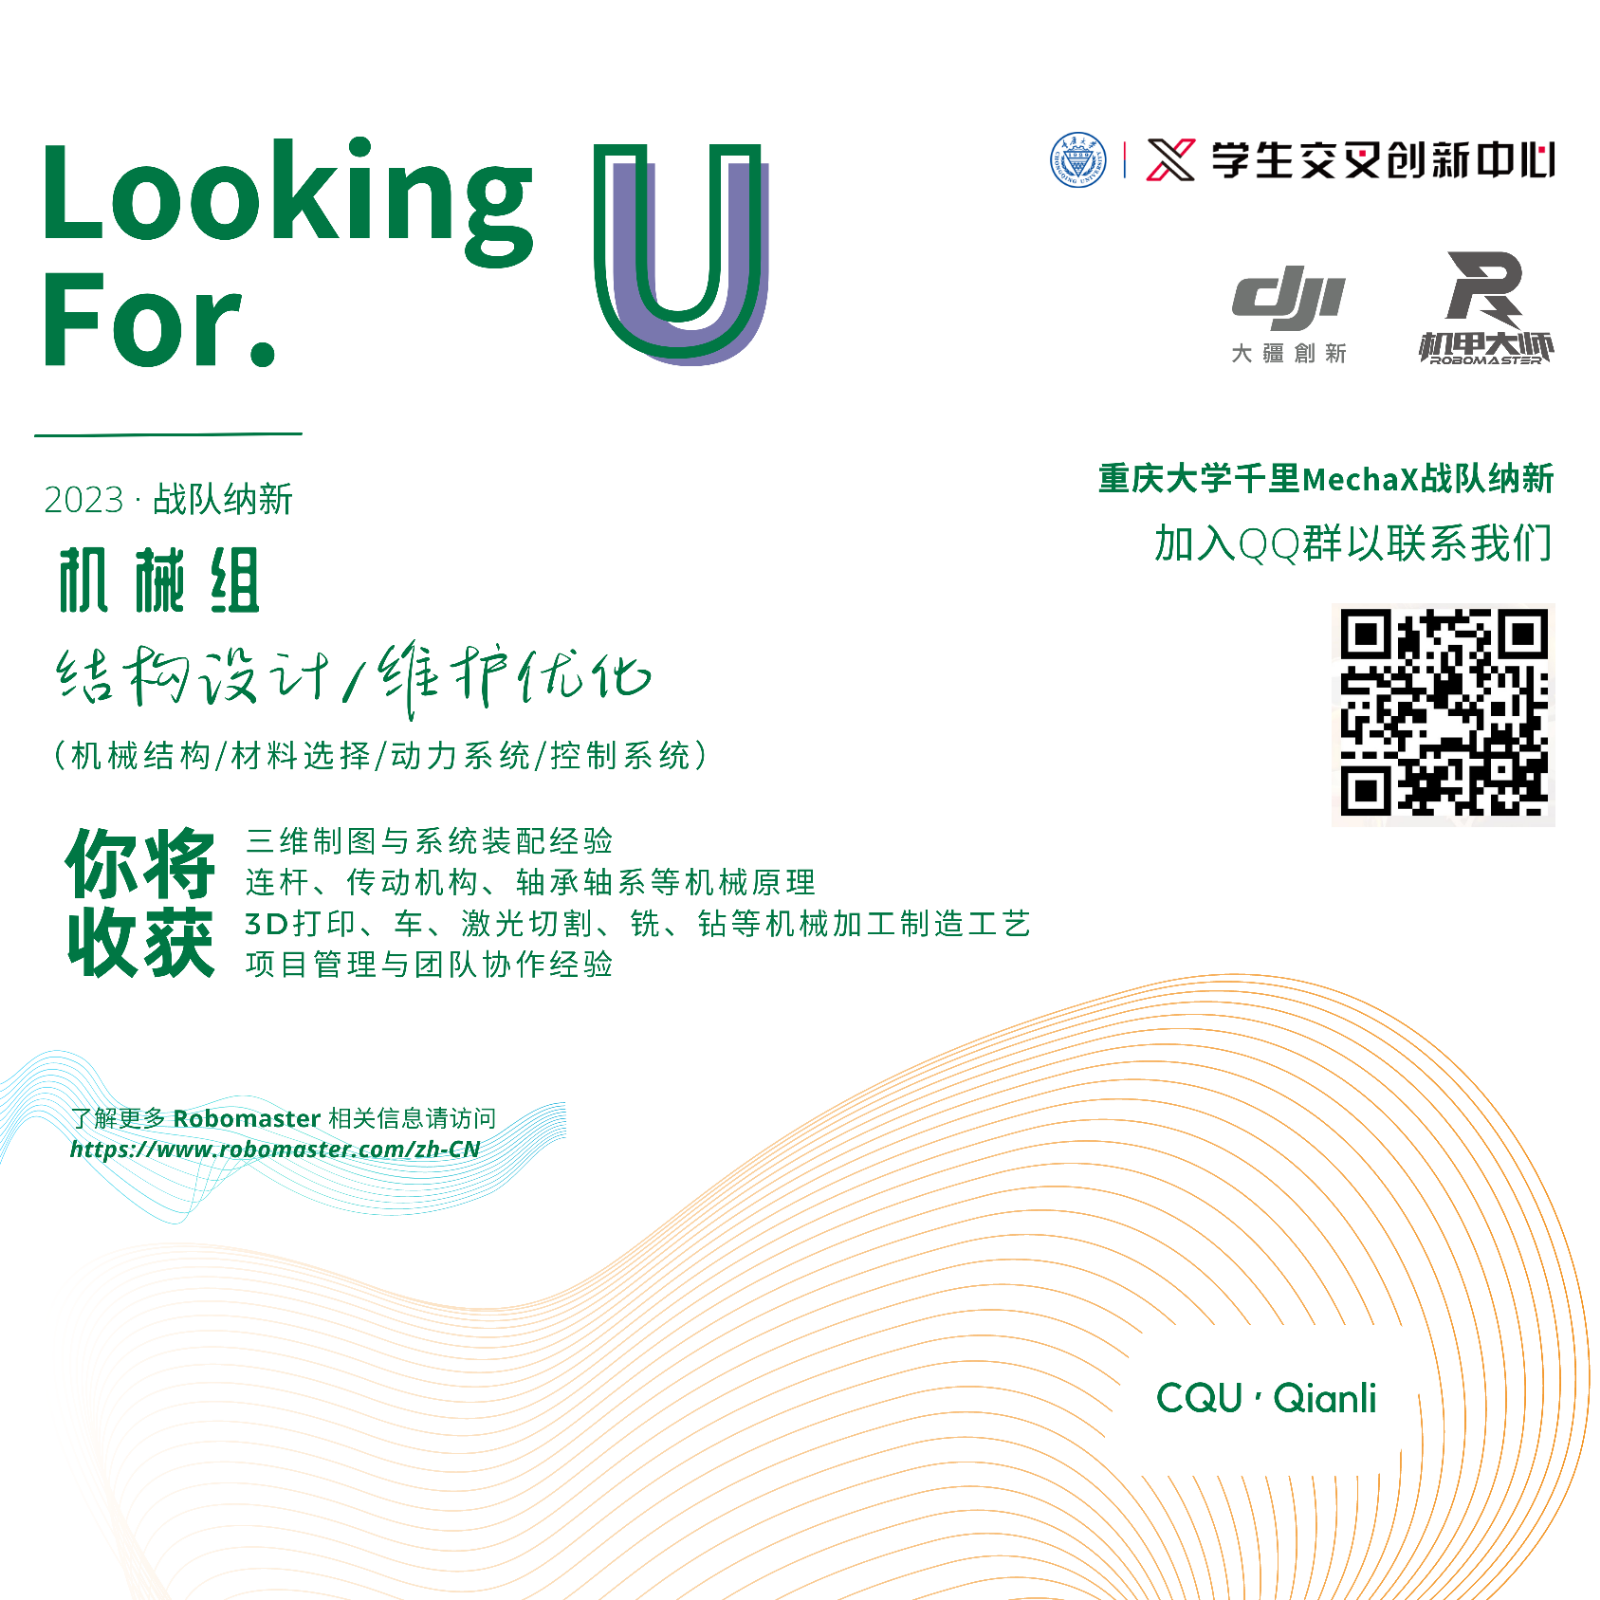 Looking
For.
U
学生交叉创新中心
dji
大疆創新
机甲大师
ROBOMASTER
2023 · 战队纳新
机械组
结构设计/维护优化
（机械结构/材料选择/动力系统/控制系统）
重庆大学千里MechaX战队纳新
加入QQ群以联系我们
你将
收获
三维制图与系统装配经验
连杆、传动机构、轴承轴系等机械原理
3D打印、车、激光切割、铣、钻等机械加工制造工艺
项目管理与团队协作经验
了解更多 Robomaster 相关信息请访问
https://www.robomaster.com/zh-CN
CQU · Qianli